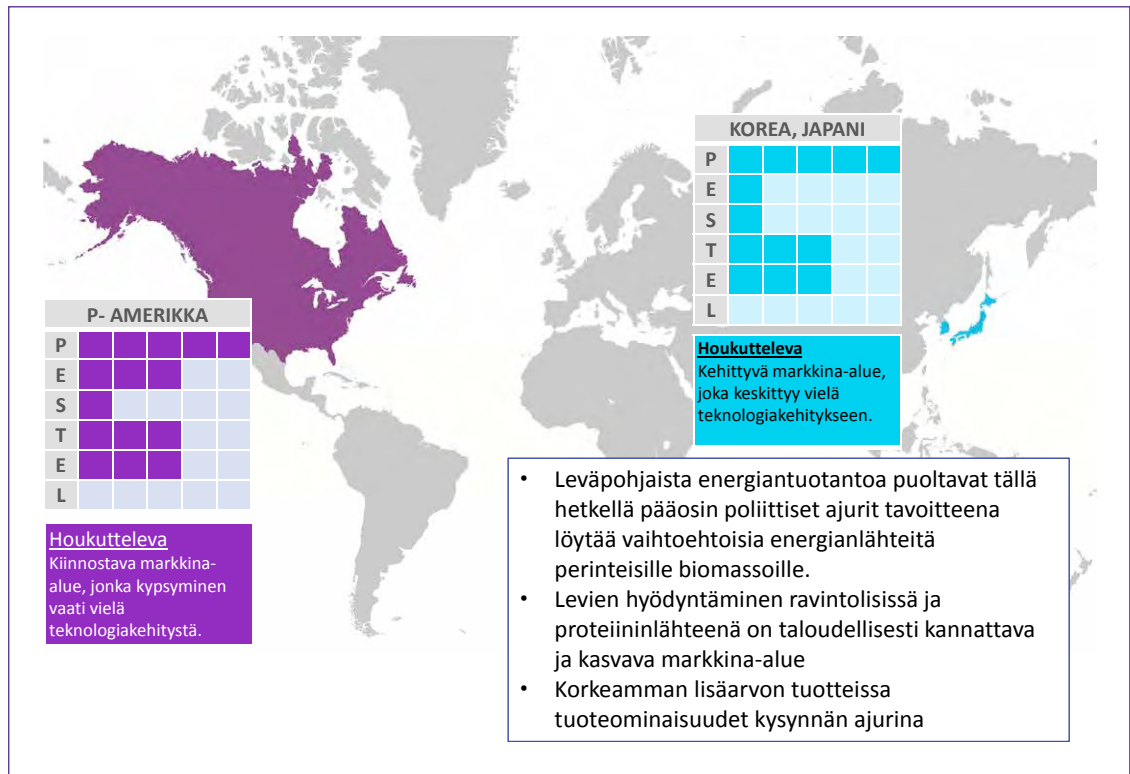 KOREA, JAPANI
P
E
S
T
E
L
Houkutteleva
Kehittyvä markkina-alue,
joka keskittyy vielä
teknologiakehitykseen.
P- AMERIKKA
P
E
S
T
E
L
Houkutteleva
Kiinnostava markkina-
alue, jonka kypsyminen
vaati vielä
teknologiakehitystä.
• Leväpohjaista energiantuotantoa puoltavat tällä
hetkellä pääosin poliittiset ajurit tavoitteena
löytää vaihtoehtoisia energianlähteitä
perinteisille biomassoille.
• Levien hyödyntäminen ravintolisissä ja
proteiininlähteenä on taloudellisesti kannattava
ja kasvava markkina-alue
• Korkeamman lisäarvon tuotteissa
tuoteominaisuudet kysynnän ajurina